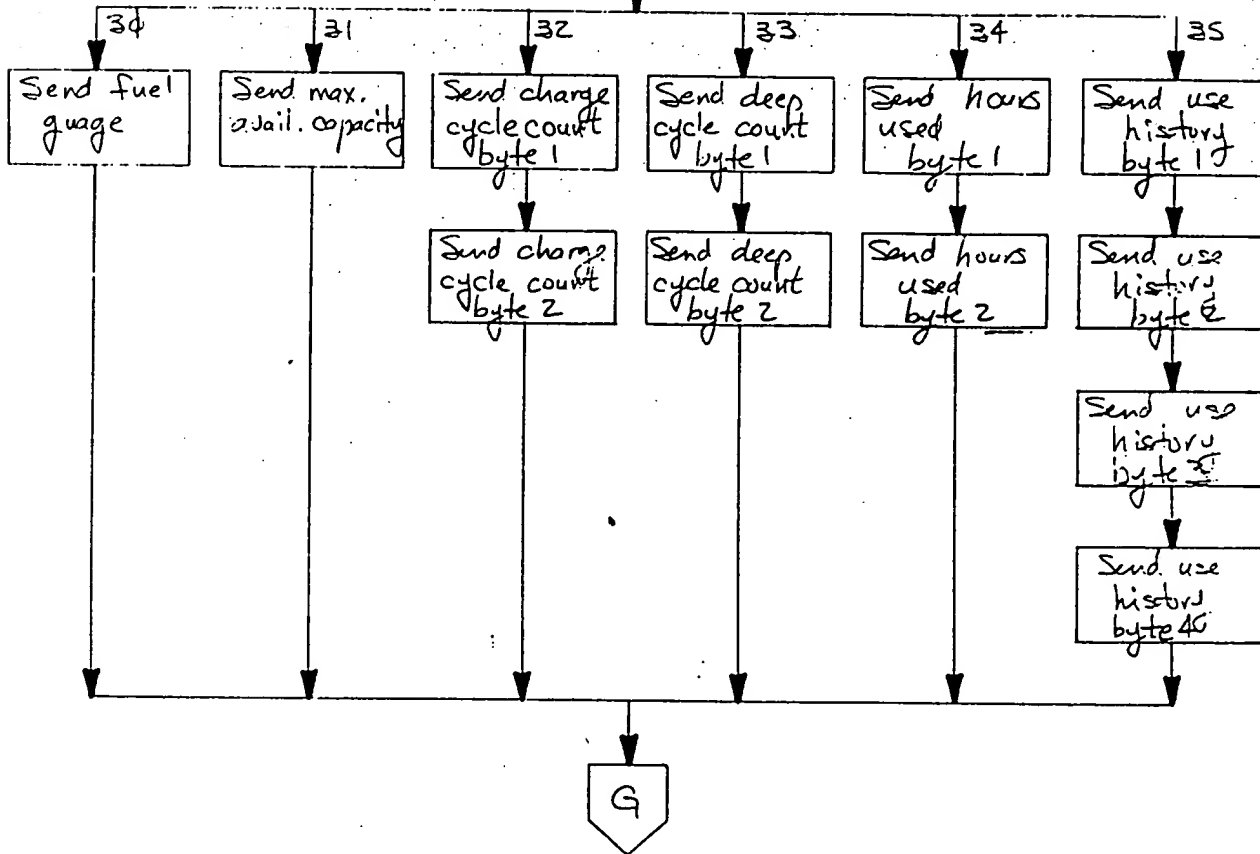 30
31
32
33
34
35
Send fuel
guage
Send max.
avail. capacity
Send charge
cycle count
byte 1
Send deep
cycle count
byte 1
Send hours
used
byte 1
Send use
history
byte 1
Send charge
cycle count
byte 2
Send deep
cycle count
byte 2
Send hours
used
byte 2
Send use
history
byte 2
Send use
history
byte 3
Send use
history
byte 4
G